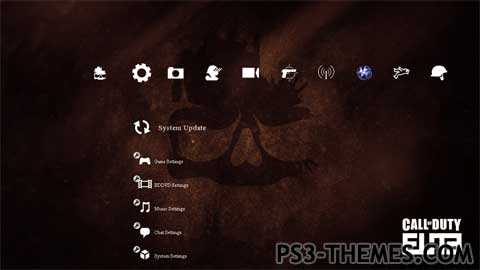 System Update
Game Settings
BD/DVD Settings
Music Settings
Chat Settings
System Settings
CALL OF DUTY
ELITE
PS3-THEMES.COM